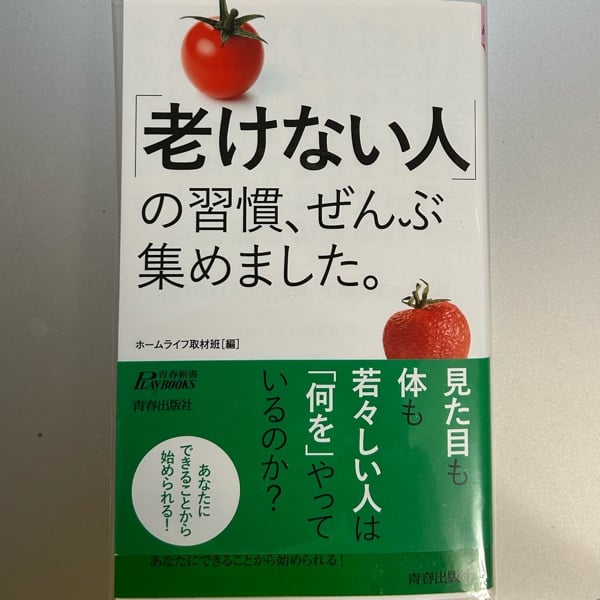 「老けない人」
の習慣、ぜんぶ
集めました。
ホームライフ取材班[編]
青春新書
PLAYBOOKS
青春出版社
見た目も
体も
若々しい人は
「何を」やって
いるのか?
あなたに
できることから
始められる!
あなたにできることから始められる!
青春出版社